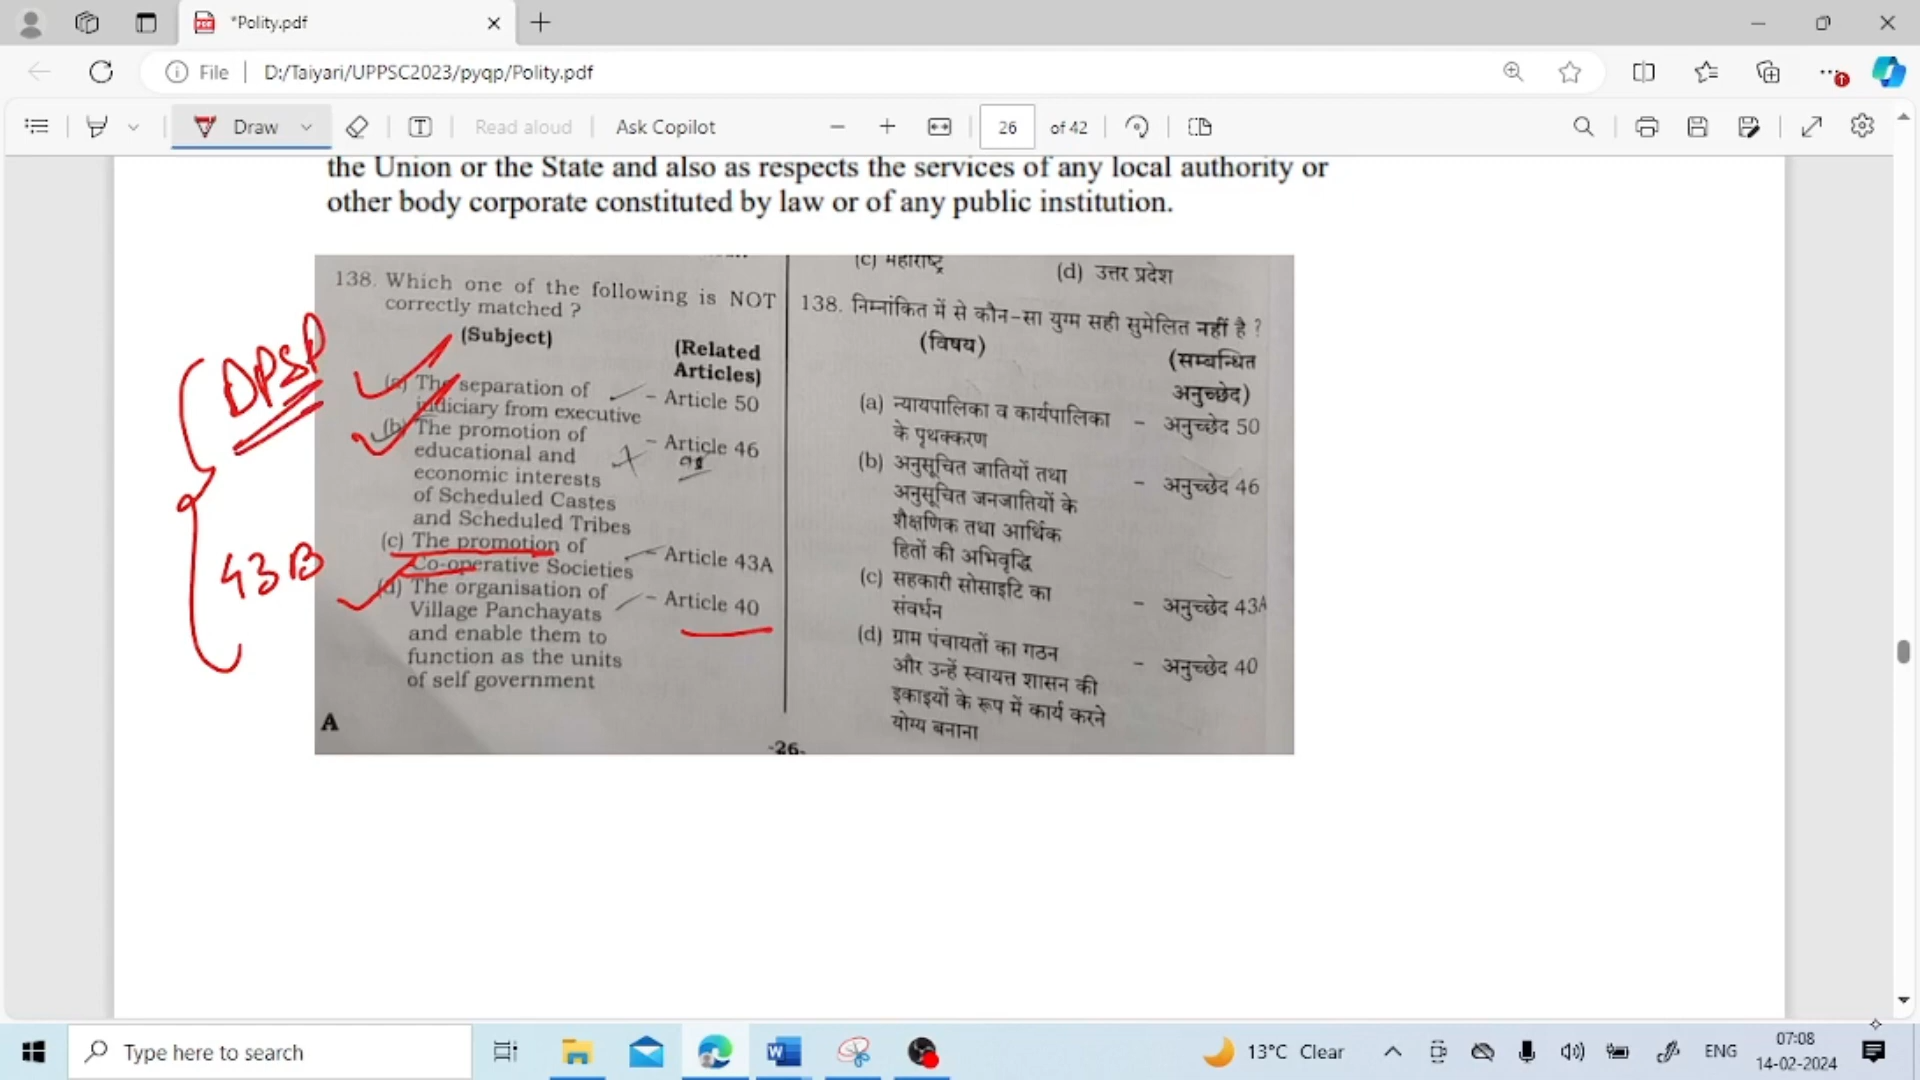 *Polity.pdf
File
D:/Taiyari/UPPSC2023/pyqp/Polity.pdf
Draw
Read aloud
Ask Copilot
26
of 42
the Union or the State and also as respects the services of any local authority or
other body corporate constituted by law or of any public institution.
138. Which one of the following is NOT
correctly matched ?
(Subject)
(Related
Articles)
(a) The separation of
judiciary from executive
– Article 50
(b) The promotion of
educational and
economic interests
of Scheduled Castes
and Scheduled Tribes
– Article 46
(c) The promotion of
Co-operative Societies
– Article 43A
(d) The organisation of
Village Panchayats
and enable them to
function as the units
of self government
– Article 40
A
-26-
DPSP
43B
(c) महाराष्ट्र
(d) उत्तर प्रदेश
138. निम्नांकित में से कौन-सा युग्म सही सुमेलित नहीं है ?
(विषय)
(सम्बन्धित
अनुच्छेद)
(a) न्यायपालिका व कार्यपालिका
के पृथक्करण
– अनुच्छेद 50
(b) अनुसूचित जातियों तथा
अनुसूचित जनजातियों के
शैक्षणिक तथा आर्थिक
हितों की अभिवृद्धि
– अनुच्छेद 46
(c) सहकारी सोसाइटि का
संवर्धन
– अनुच्छेद 43A
(d) ग्राम पंचायतों का गठन
और उन्हें स्वायत्त शासन की
इकाइयों के रूप में कार्य करने
योग्य बनाना
– अनुच्छेद 40
Type here to search
13°C Clear
ENG
07:08
14-02-2024